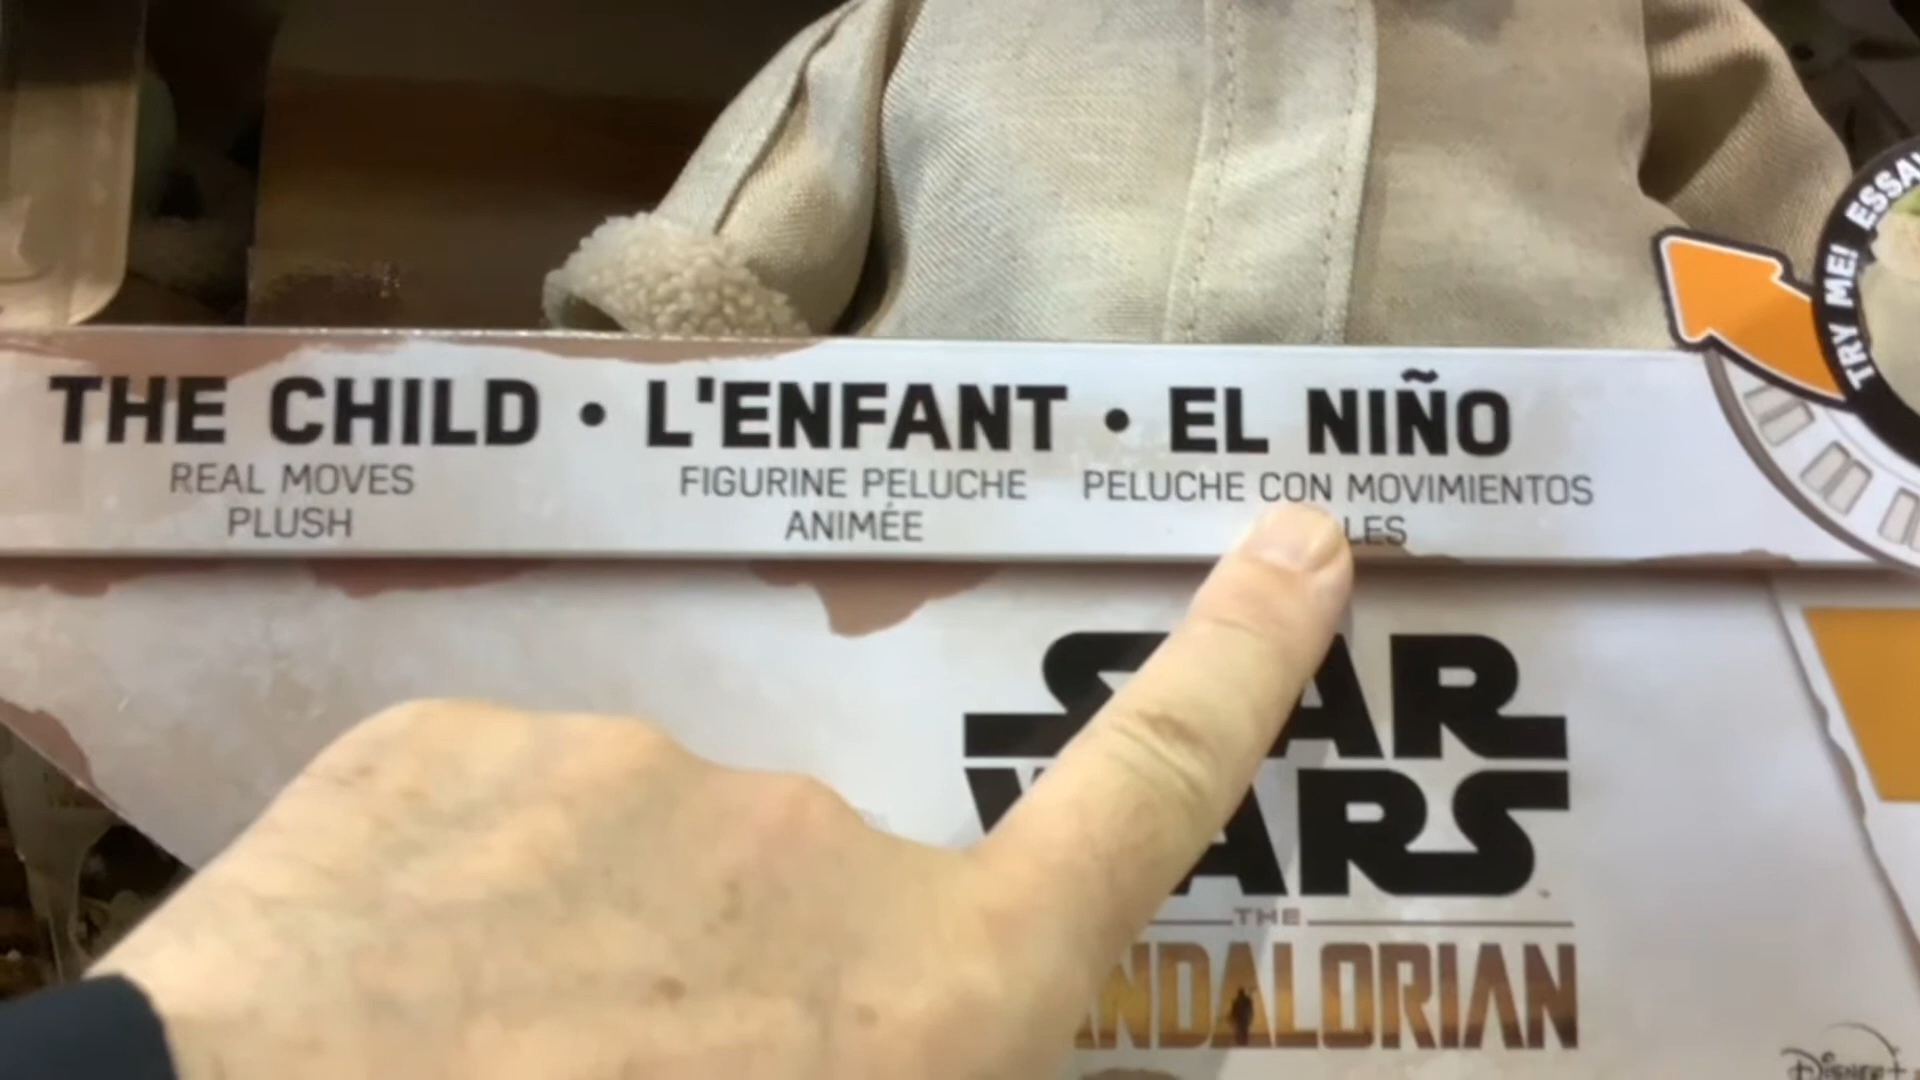 THE CHILD • L'ENFANT • EL NIÑO
REAL MOVES
PLUSH
FIGURINE PELUCHE
ANIMÉE
PELUCHE CON MOVIMIENTOS
TRY ME!
STAR
WARS
THE
Disney+